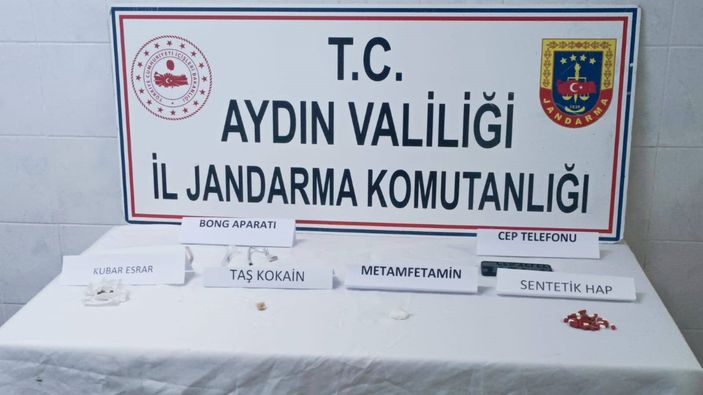 T.C.
AYDIN VALİLİĞİ
İL JANDARMA KOMUTANLIĞI
JANDARMA
BONG APARATI
CEP TELEFONU
KUBAR ESRAR
TAŞ KOKAİN
METAMFETAMİN
SENTETİK HAP